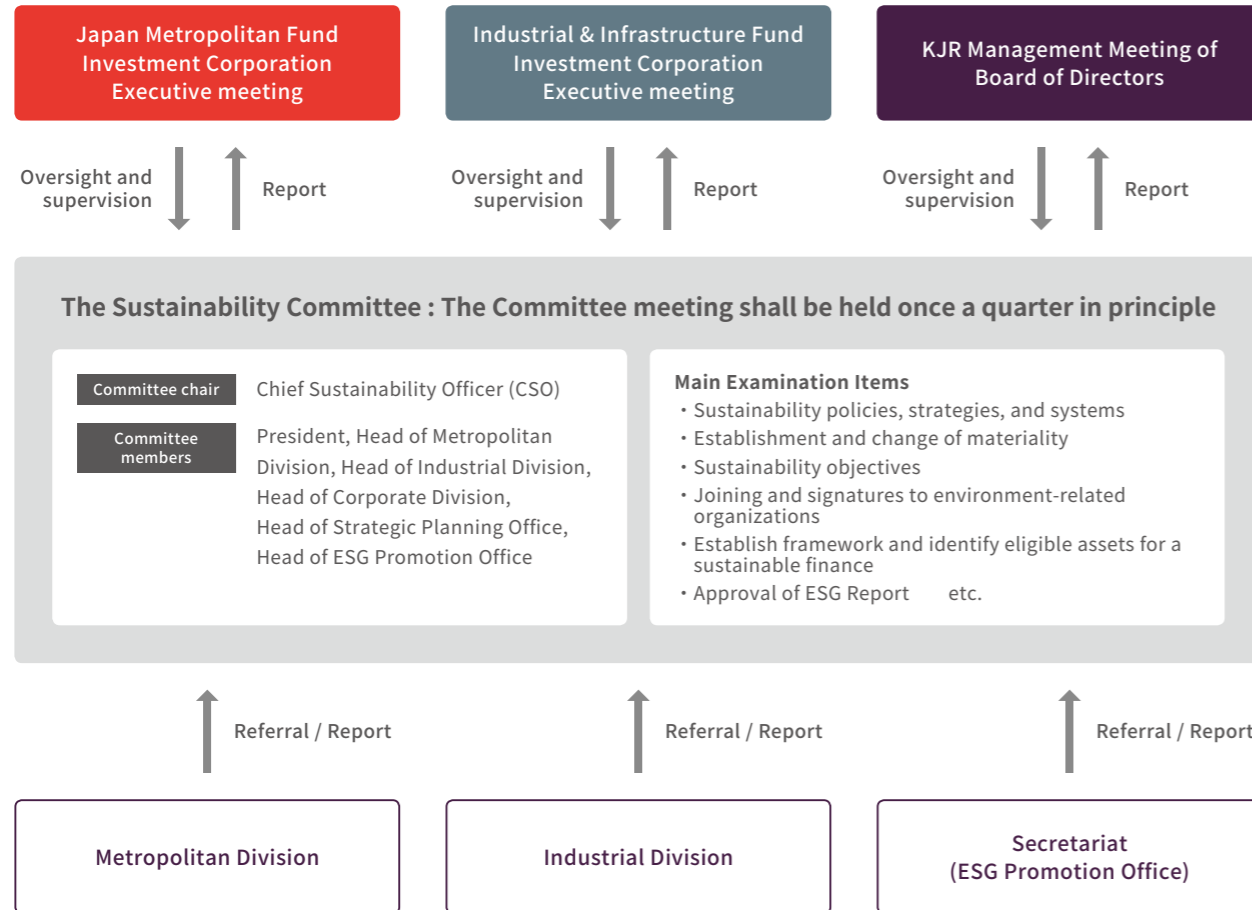 Japan Metropolitan Fund
Investment Corporation
Executive meeting
Industrial & Infrastructure Fund
Investment Corporation
Executive meeting
KJR Management Meeting of
Board of Directors
Oversight and
supervision
Report
Oversight and
supervision
Report
Oversight and
supervision
Report
The Sustainability Committee : The Committee meeting shall be held once a quarter in principle
Committee chair
Chief Sustainability Officer (CSO)
Committee
members
President, Head of Metropolitan
Division, Head of Industrial Division,
Head of Corporate Division,
Head of Strategic Planning Office,
Head of ESG Promotion Office
Main Examination Items
・Sustainability policies, strategies, and systems
・Establishment and change of materiality
・Sustainability objectives
・Joining and signatures to environment-related
organizations
・Establish framework and identify eligible assets for a
sustainable finance
・Approval of ESG Report etc.
Referral / Report
Referral / Report
Referral / Report
Metropolitan Division
Industrial Division
Secretariat
(ESG Promotion Office)